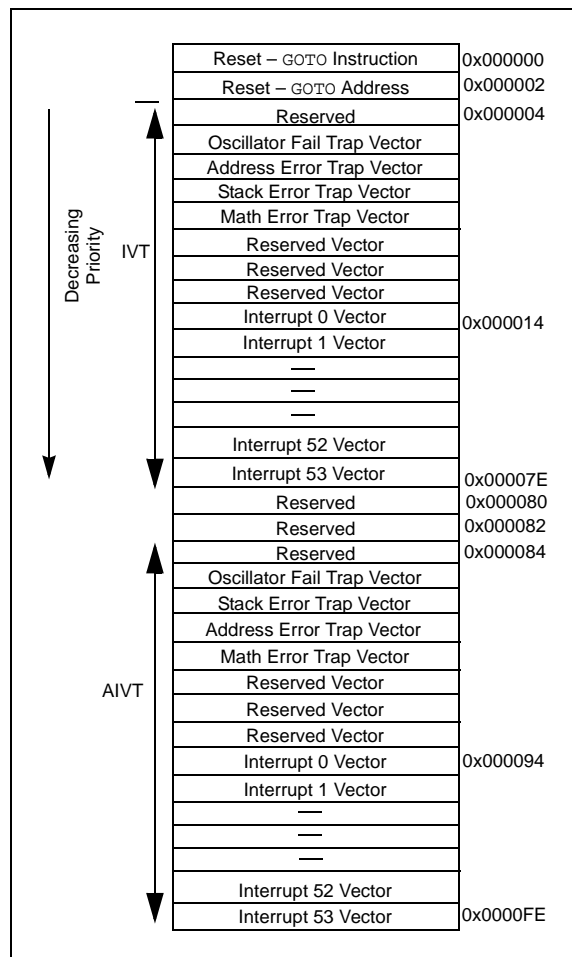 Reset – GOTO Instruction 0x000000
Reset – GOTO Address 0x000002
Reserved 0x000004
Oscillator Fail Trap Vector
Address Error Trap Vector
Stack Error Trap Vector
Math Error Trap Vector
Reserved Vector
Reserved Vector
Reserved Vector
Interrupt 0 Vector 0x000014
Interrupt 1 Vector
—
—
—
Interrupt 52 Vector
Interrupt 53 Vector 0x00007E
Decreasing
Priority
IVT
Reserved 0x000080
Reserved 0x000082
Reserved 0x000084
Oscillator Fail Trap Vector
Stack Error Trap Vector
Address Error Trap Vector
Math Error Trap Vector
Reserved Vector
Reserved Vector
Reserved Vector
Interrupt 0 Vector 0x000094
Interrupt 1 Vector
—
—
—
Interrupt 52 Vector
Interrupt 53 Vector 0x0000FE
AIVT